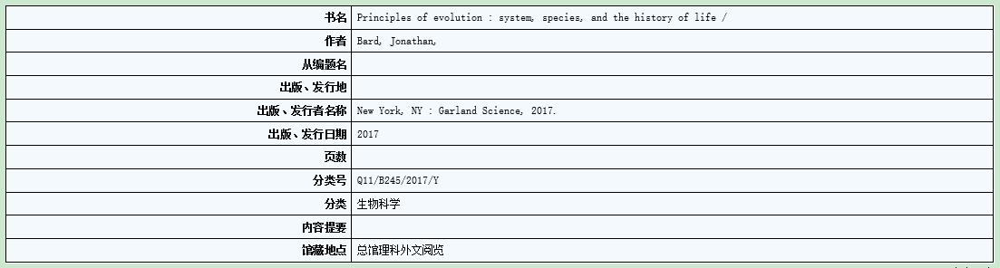 书名 Principles of evolution : system, species, and the history of life /
作者 Bard, Jonathan,
从编题名
出版、发行地
出版、发行者名称 New York, NY : Garland Science, 2017.
出版、发行日期 2017
页数
分类号 Q11/B245/2017/Y
分类 生物科学
内容提要
馆藏地点 总馆理科外文阅览